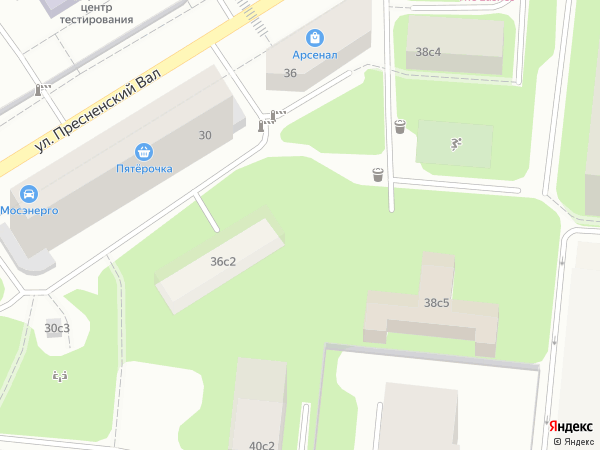 центр
тестирования
Арсенал
36
38с4
ул. Пресненский Вал
30
Пятёрочка
Мосэнерго
36с2
38с5
30с3
40с2
Яндекс
© Яндекс